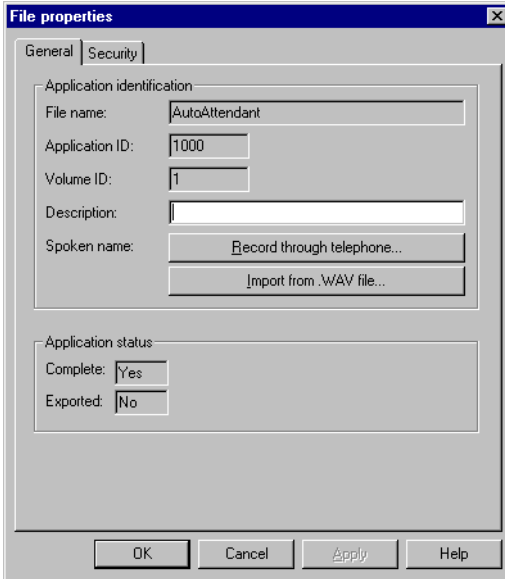 File properties
General Security
Application identification
File name: AutoAttendant
Application ID: 1000
Volume ID: 1
Description:
Spoken name: Record through telephone...
Import from .WAV file...
Application status
Complete: Yes
Exported: No
OK Cancel Apply Help